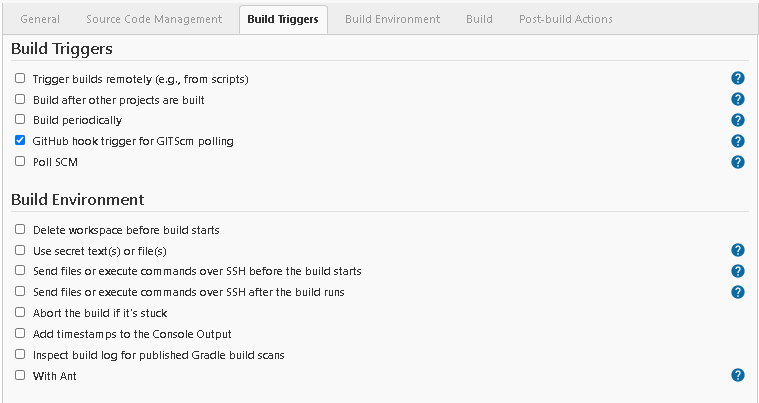 General Source Code Management Build Triggers Build Environment Build Post-build Actions
Build Triggers
Trigger builds remotely (e.g., from scripts) ?
Build after other projects are built ?
Build periodically ?
GitHub hook trigger for GITScm polling ?
Poll SCM ?
Build Environment
Delete workspace before build starts
Use secret text(s) or file(s) ?
Send files or execute commands over SSH before the build starts ?
Send files or execute commands over SSH after the build runs ?
Abort the build if it's stuck
Add timestamps to the Console Output
Inspect build log for published Gradle build scans
With Ant ?